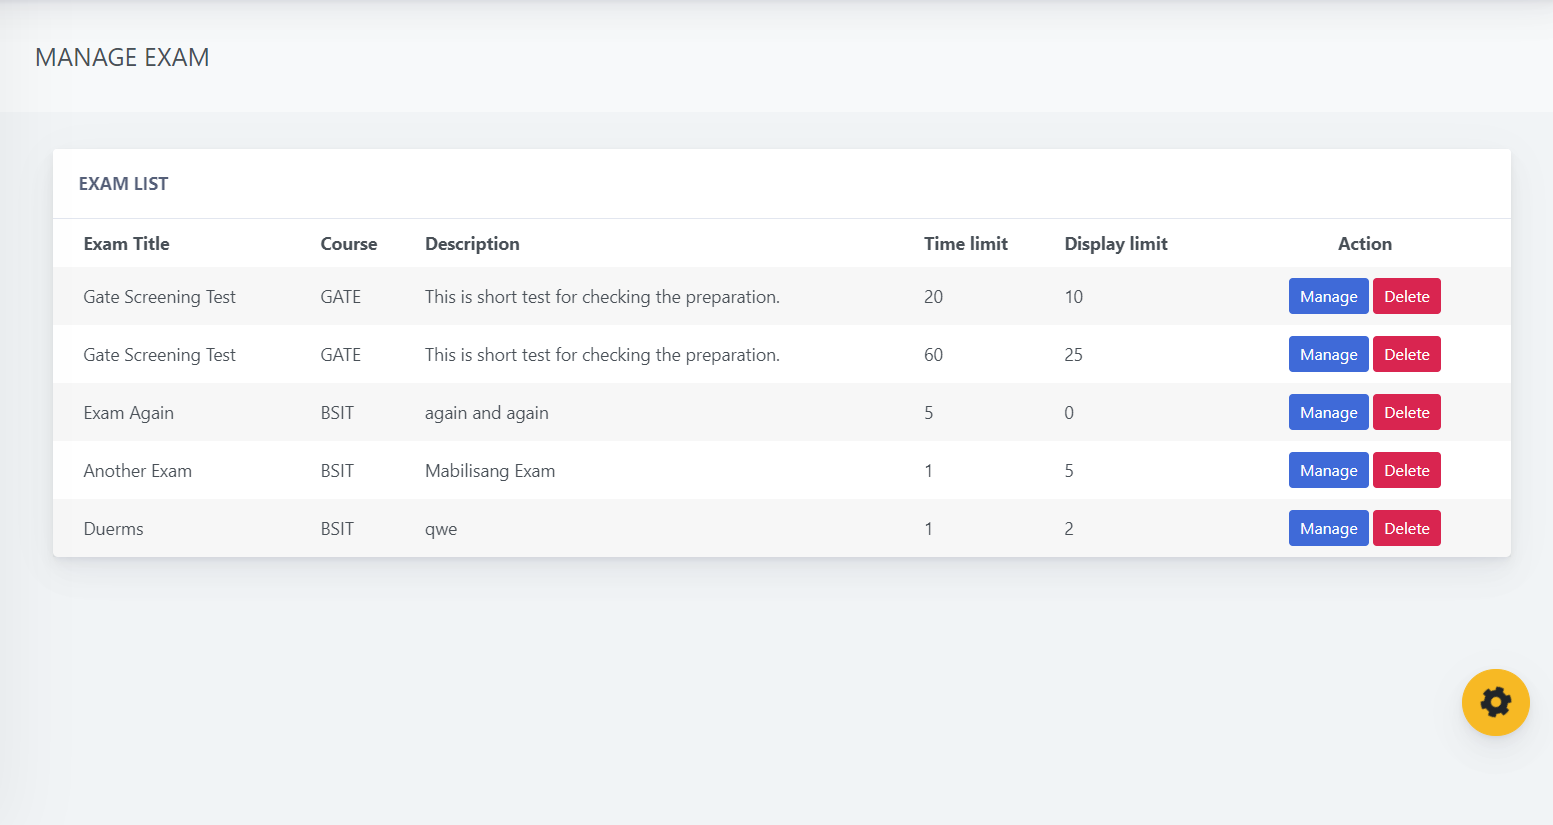 MANAGE EXAM
EXAM LIST
Exam Title Course Description Time limit Display limit Action
Gate Screening Test GATE This is short test for checking the preparation. 20 10 Manage Delete
Gate Screening Test GATE This is short test for checking the preparation. 60 25 Manage Delete
Exam Again BSIT again and again 5 0 Manage Delete
Another Exam BSIT Mabilisang Exam 1 5 Manage Delete
Duerms BSIT qwe 1 2 Manage Delete